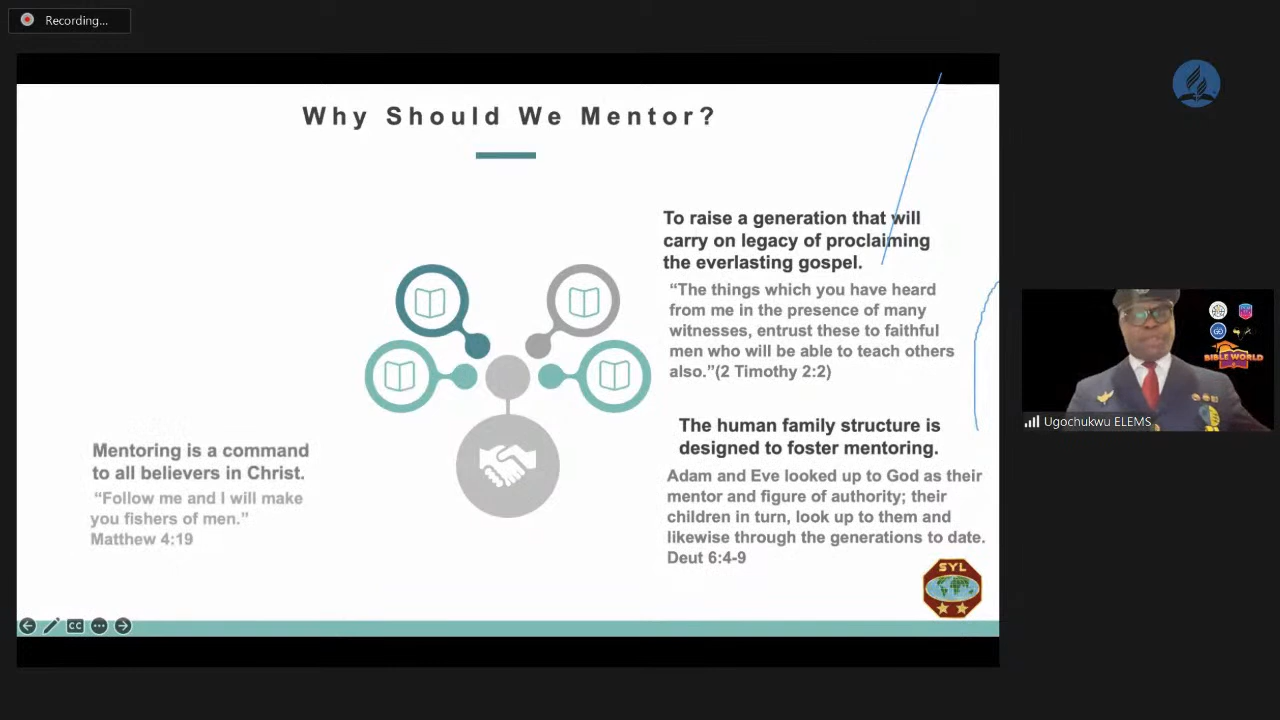 Recording...
Why Should We Mentor?
To raise a generation that will
carry on legacy of proclaiming
the everlasting gospel.
“The things which you have heard
from me in the presence of many
witnesses, entrust these to faithful
men who will be able to teach others
also.”(2 Timothy 2:2)
The human family structure is
designed to foster mentoring.
Adam and Eve looked up to God as their
mentor and figure of authority; their
children in turn, look up to them and
likewise through the generations to date.
Deut 6:4-9
Mentoring is a command
to all believers in Christ.
“Follow me and I will make
you fishers of men.”
Matthew 4:19
SYL
CC
BIBLE WORLD
Ugochukwu ELEMS